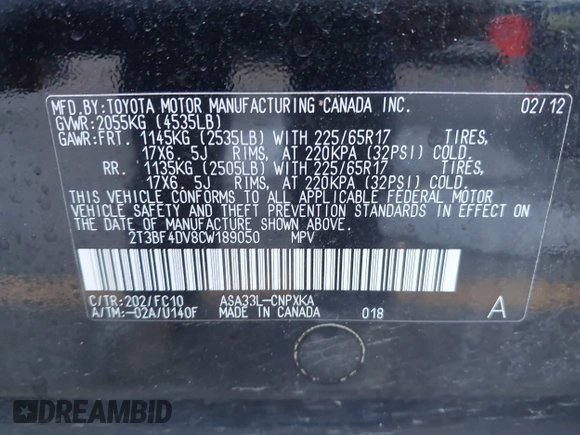 MFD.BY:TOYOTA MOTOR MANUFACTURING CANADA INC. 02/12
GVWR:2055KG (4535LB)
GAWR:FRT. 1145KG (2535LB) WITH 225/65R17 TIRES,
17X6.5J RIMS, AT 220KPA (32PSI) COLD,
RR. 1135KG (2505LB) WITH 225/65R17 TIRES,
17X6.5J RIMS, AT 220KPA (32PSI) COLD.
THIS VEHICLE CONFORMS TO ALL APPLICABLE FEDERAL MOTOR
VEHICLE SAFETY AND THEFT PREVENTION STANDARDS IN EFFECT ON
THE DATE OF MANUFACTURE SHOWN ABOVE.
2T3BF4DV8CW189050 MPV
C/TR:202/FC10 ASA33L-CNPXKA
A/TM:-02A/U140F MADE IN CANADA 018 A
DREAMBID